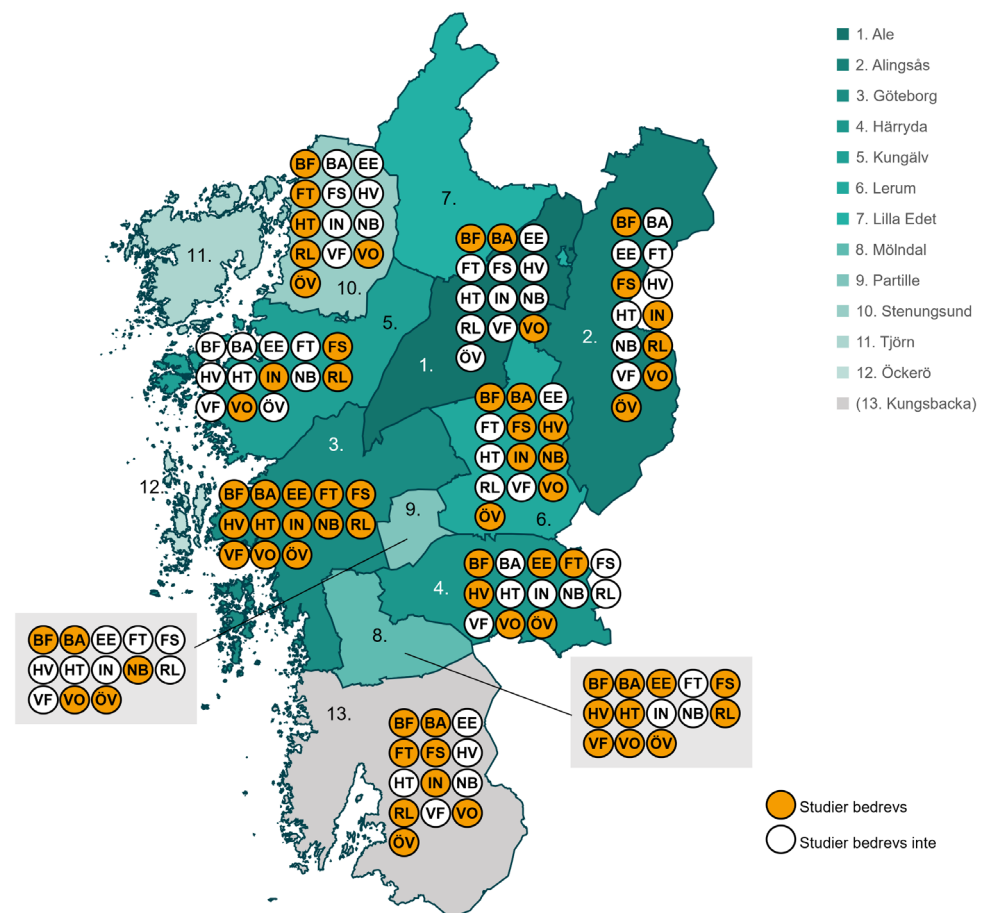 1. Ale
2. Alingsås
3. Göteborg
4. Härryda
5. Kungälv
6. Lerum
7. Lilla Edet
8. Mölndal
9. Partille
10. Stenungsund
11. Tjörn
12. Öckerö
(13. Kungsbacka)
BF BA EE
FT FS HV
HT IN NB
RL VF VO
ÖV
10.
11.
7.
BF BA EE
FT FS HV
HT IN NB
RL VF VO
ÖV
1.
BF BA
EE FT
FS HV
HT IN
NB RL
VF VO
ÖV
2.
5.
BF BA EE FT FS
HV HT IN NB RL
VF VO ÖV
BF BA EE
FT FS HV
HT IN NB
RL VF VO
ÖV
6.
3.
12.
BF BA EE FT FS
HV HT IN NB RL
VF VO ÖV
9.
4.
BF BA EE FT FS
HV HT IN NB RL
VF VO ÖV
8.
BF BA EE FT FS
HV HT IN NB RL
VF VO ÖV
BF BA EE FT FS
HV HT IN NB RL
VF VO ÖV
13.
BF BA EE
FT FS HV
HT IN NB
RL VF VO
ÖV
Studier bedrevs
Studier bedrevs inte